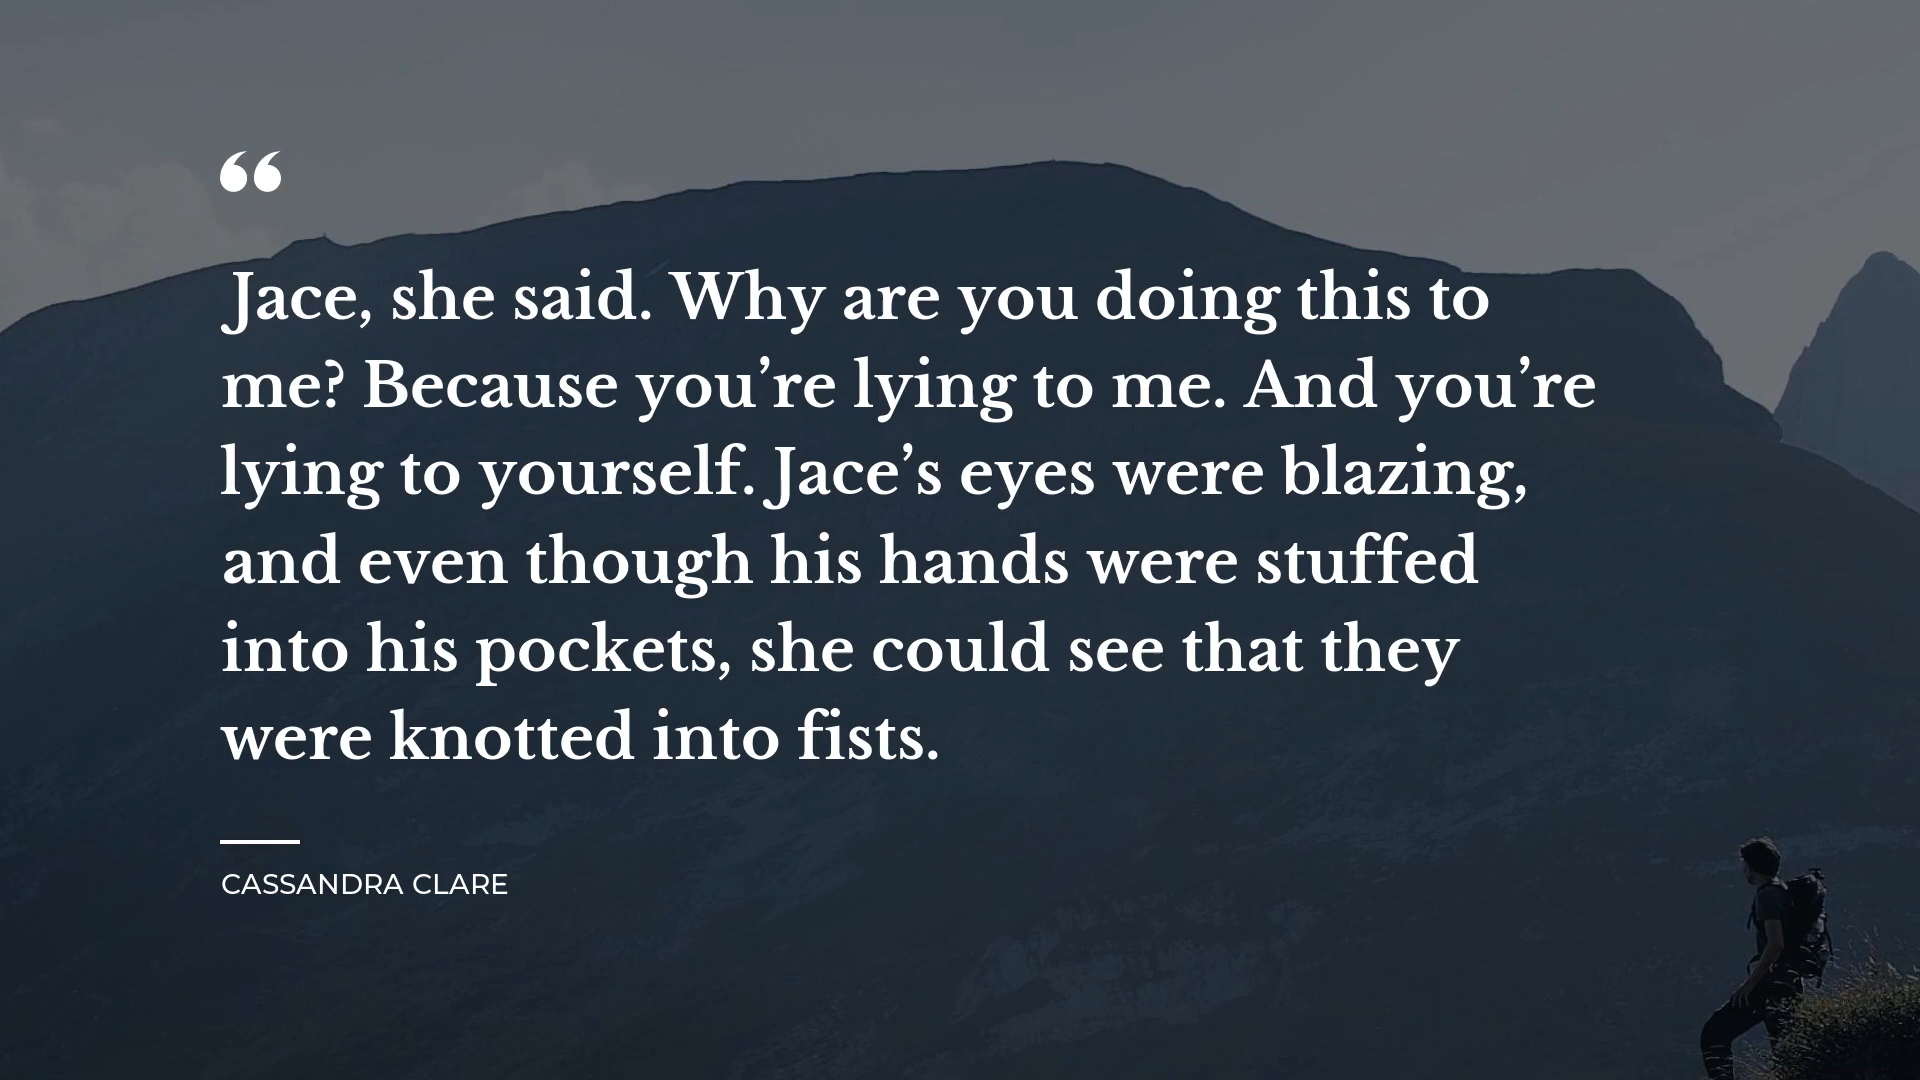 “
Jace, she said. Why are you doing this to
me? Because you’re lying to me. And you’re
lying to yourself. Jace’s eyes were blazing,
and even though his hands were stuffed
into his pockets, she could see that they
were knotted into fists.
CASSANDRA CLARE